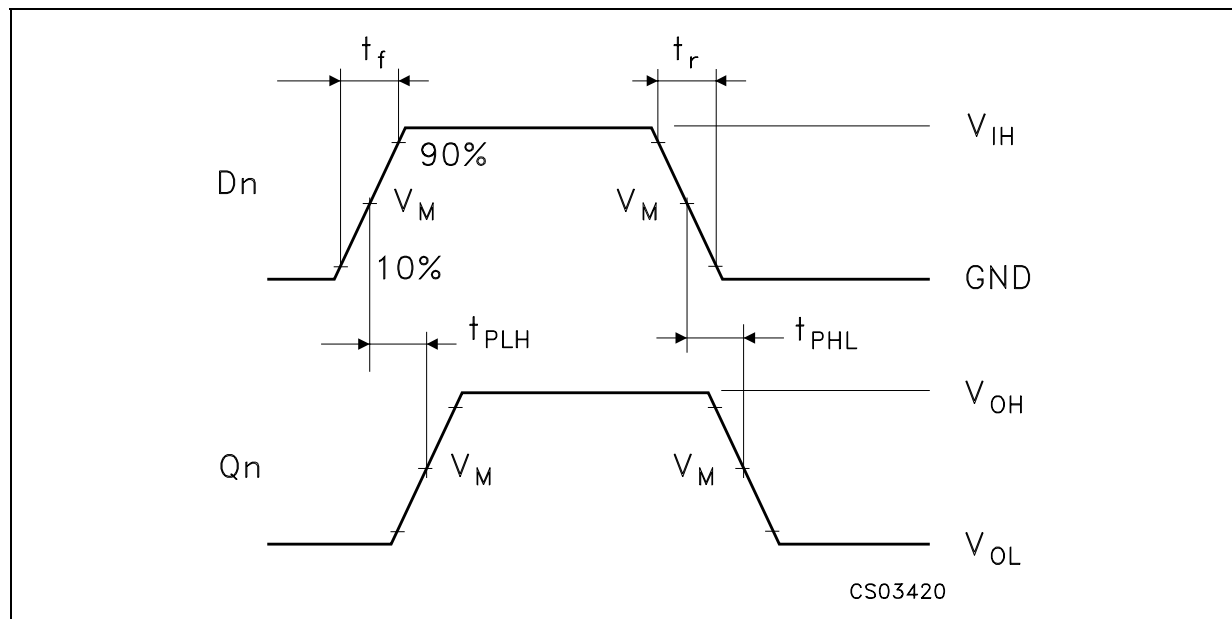 tf
tr
VIH
90%
Dn
VM
VM
10%
GND
tPLH
tPHL
VOH
Qn
VM
VM
VOL
CS03420